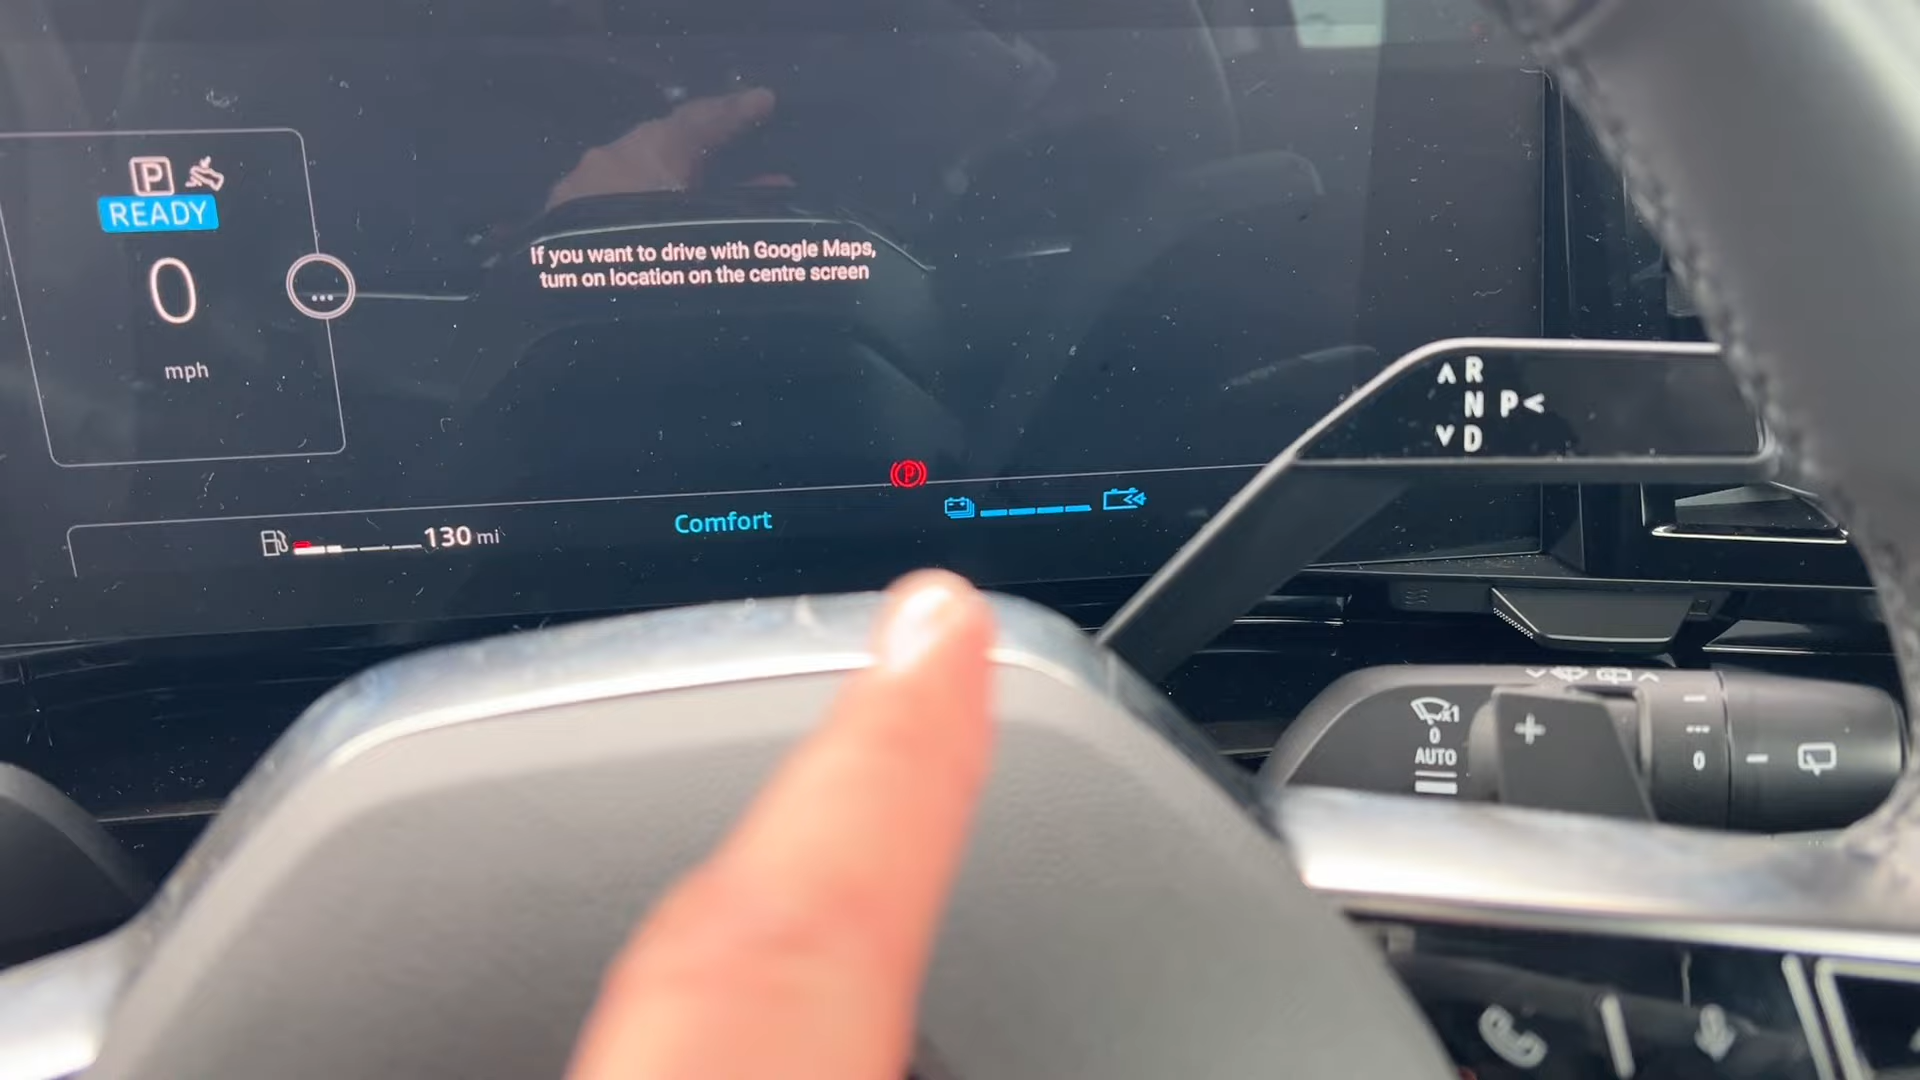 P
READY
0
mph
If you want to drive with Google Maps,
turn on location on the centre screen
P
130 mi
Comfort
R
N P<
D
x1
0
AUTO
+
0